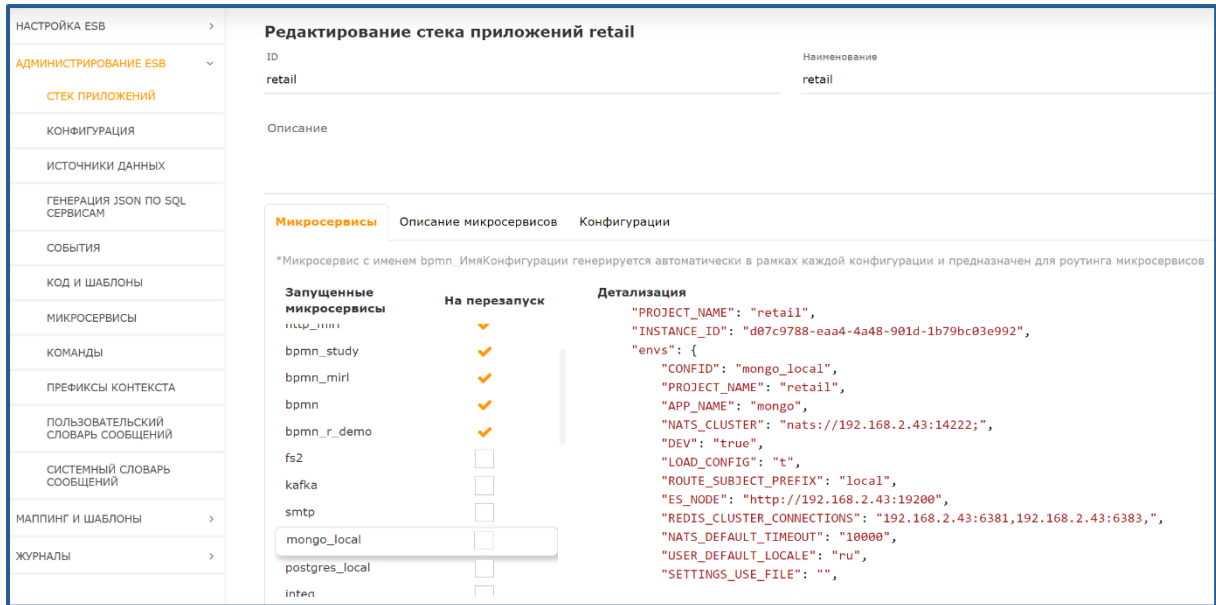 НАСТРОЙКА ESB
АДМИНИСТРИРОВАНИЕ ESB
СТЕК ПРИЛОЖЕНИЙ
КОНФИГУРАЦИЯ
ИСТОЧНИКИ ДАННЫХ
ГЕНЕРАЦИЯ JSON ПО SQL
СЕРВИСАМ
СОБЫТИЯ
КОД И ШАБЛОНЫ
МИКРОСЕРВИСЫ
КОМАНДЫ
ПРЕФИКСЫ КОНТЕКСТА
ПОЛЬЗОВАТЕЛЬСКИЙ
СЛОВАРЬ СООБЩЕНИЙ
СИСТЕМНЫЙ СЛОВАРЬ
СООБЩЕНИЙ
МАППИНГ И ШАБЛОНЫ
ЖУРНАЛЫ
Редактирование стека приложений retail
ID
retail
Наименование
retail
Описание
Микросервисы Описание микросервисов Конфигурации
*Микросервис с именем bpmn_ИмяКонфигурации генерируется автоматически в рамках каждой конфигурации и предназначен для роутинга микросервисов
Запущенные
микросервисы
На перезапуск
http_mirl
bpmn_study
bpmn_mirl
bpmn
bpmn_r_demo
fs2
kafka
smtp
mongo_local
postgres_local
integ
Детализация
"PROJECT_NAME": "retail",
"INSTANCE_ID": "d07c9788-eaa4-4a48-901d-1b79bc03e992",
"envs": {
"CONFID": "mongo_local",
"PROJECT_NAME": "retail",
"APP_NAME": "mongo",
"NATS_CLUSTER": "nats://192.168.2.43:14222;",
"DEV": "true",
"LOAD_CONFIG": "t",
"ROUTE_SUBJECT_PREFIX": "local",
"ES_NODE": "http://192.168.2.43:19200",
"REDIS_CLUSTER_CONNECTIONS": "192.168.2.43:6381,192.168.2.43:6383,",
"NATS_DEFAULT_TIMEOUT": "10000",
"USER_DEFAULT_LOCALE": "ru",
"SETTINGS_USE_FILE": "",